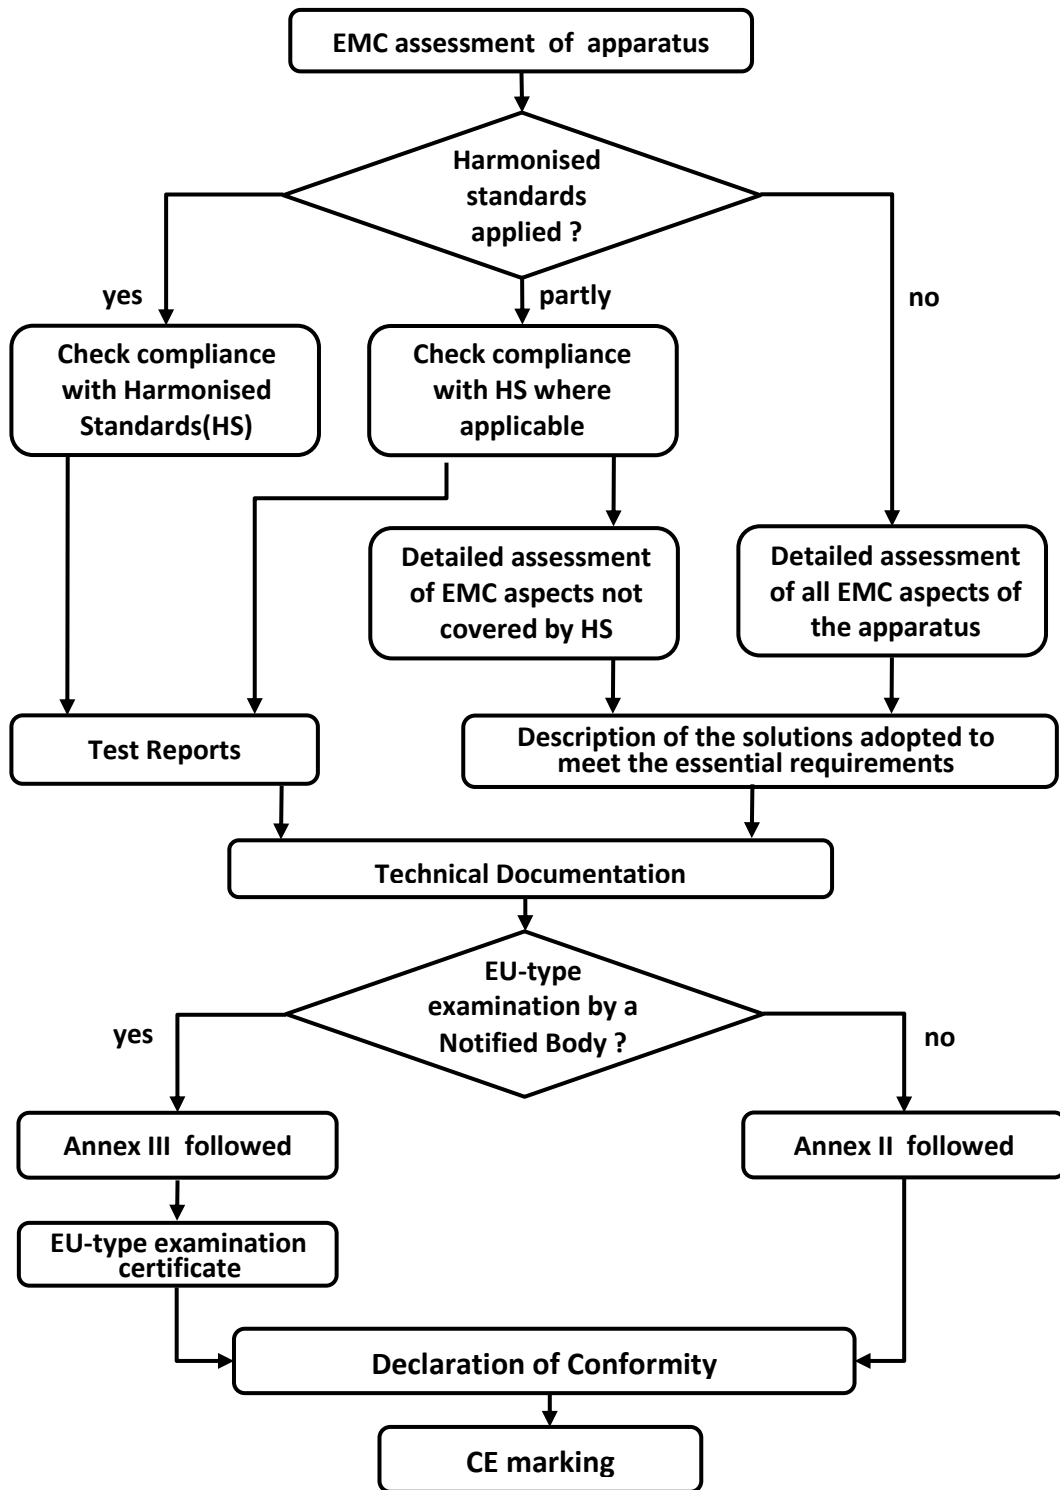 EMC assessment of apparatus
Harmonised
standards
applied ?
yes
partly
no
Check compliance
with Harmonised
Standards(HS)
Check compliance
with HS where
applicable
Detailed assessment
of EMC aspects not
covered by HS
Detailed assessment
of all EMC aspects of
the apparatus
Test Reports
Description of the solutions adopted to
meet the essential requirements
Technical Documentation
EU-type
examination by a
Notified Body ?
yes
no
Annex III followed
Annex II followed
EU-type examination
certificate
Declaration of Conformity
CE marking